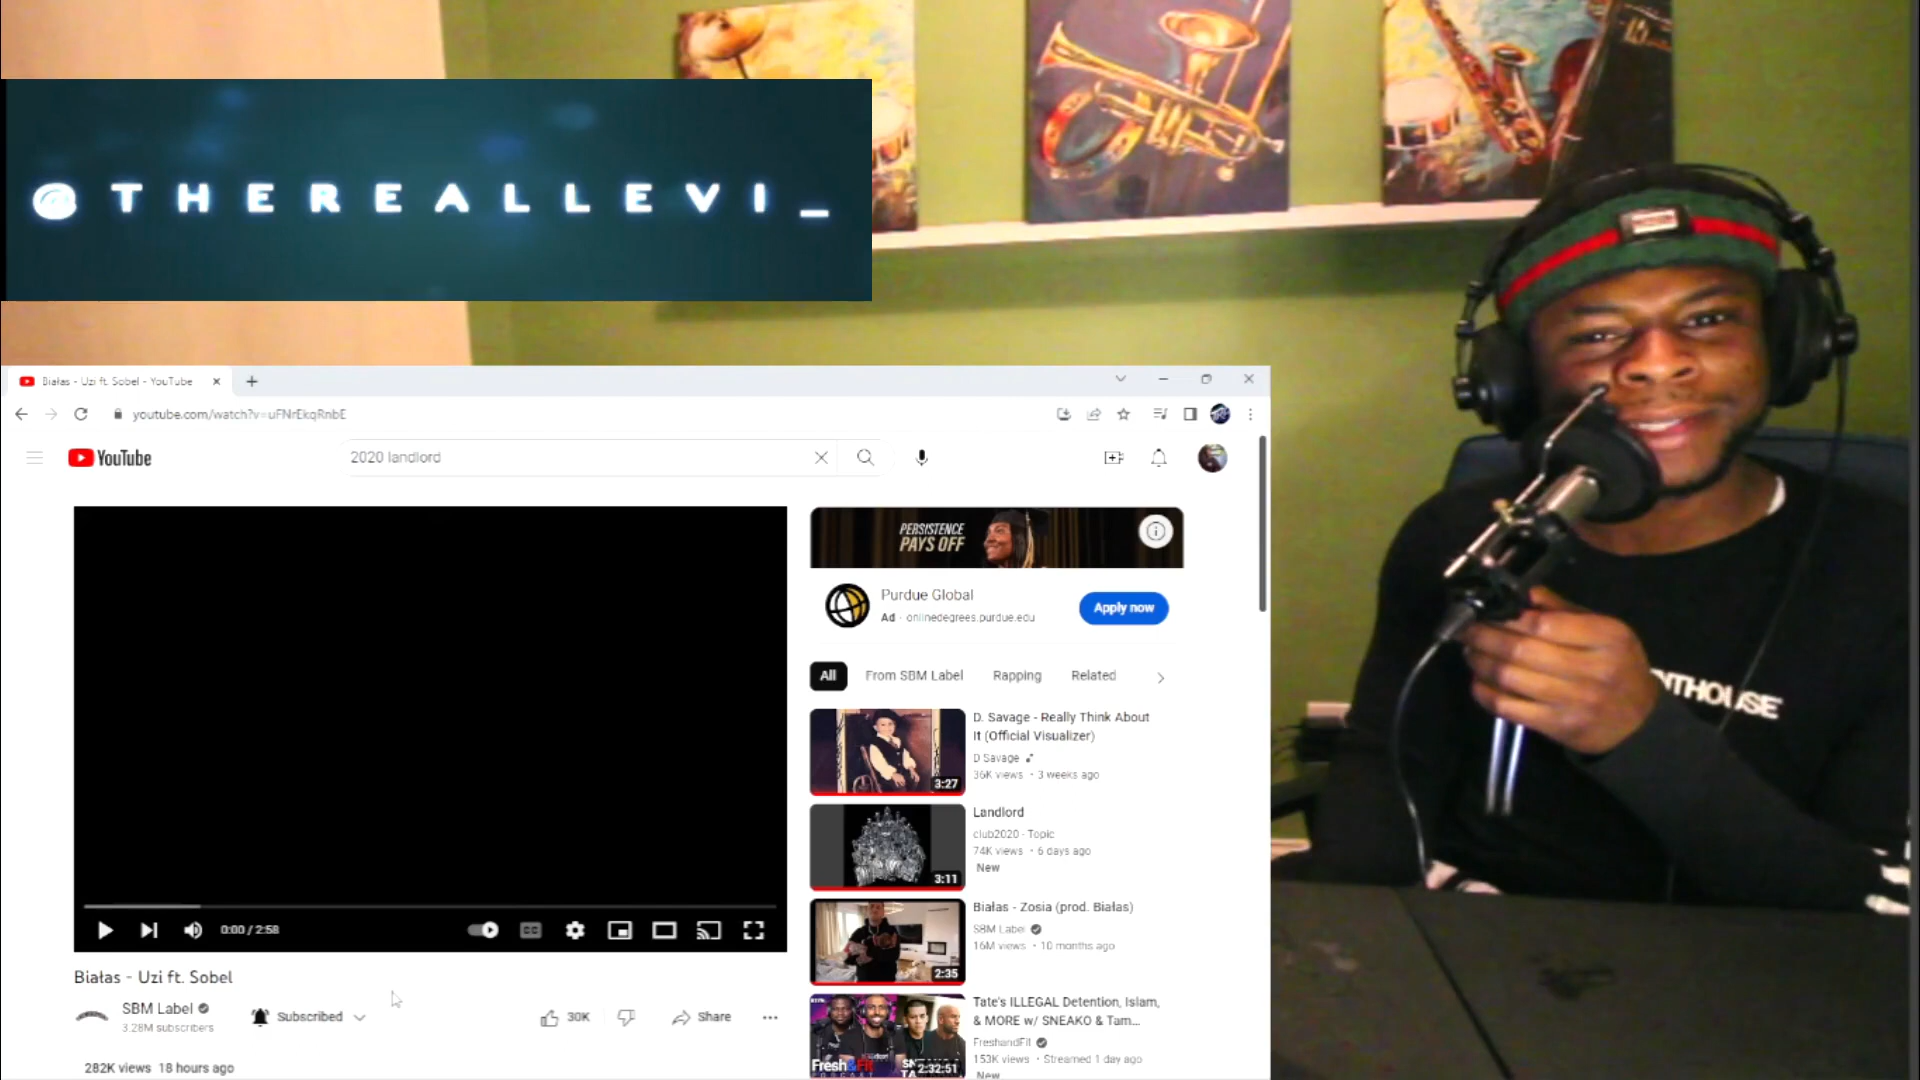 @THEREALLEVI_
Białas - Uzi ft. Sobel - YouTube
youtube.com/watch?v=uFNrEkqRnbE
YouTube
2020 landlord
PERSISTENCE
PAYS OFF
Purdue Global
Ad · onlinedegrees.purdue.edu
Apply now
All
From SBM Label
Rapping
Related
D. Savage - Really Think About
It (Official Visualizer)
D Savage
36K views · 3 weeks ago
3:27
Landlord
club2020 - Topic
74K views · 6 days ago
New
3:11
Białas - Zosia (prod. Białas)
SBM Label
16M views · 10 months ago
2:35
Tate's ILLEGAL Detention, Islam,
& MORE w/ SNEAKO & Tam...
FreshandFit
153K views · Streamed 1 day ago
New
Fresh&Fit
2:32:51
0:00 / 2:58
CC
Białas - Uzi ft. Sobel
SBM Label
3.28M subscribers
Subscribed
30K
Share
282K views 18 hours ago
NTHOUSE